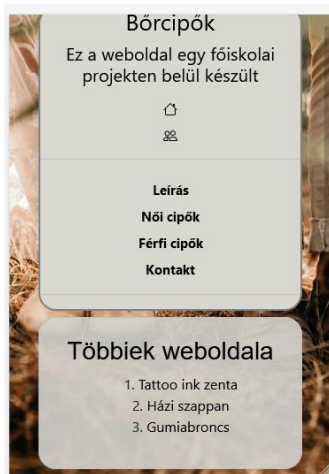 Bőrcipők
Ez a weboldal egy főiskolai
projekten belül készült
Leírás
Női cipők
Férfi cipők
Kontakt
Többiek weboldala
1. Tattoo ink zenta
2. Házi szappan
3. Gumiabroncs